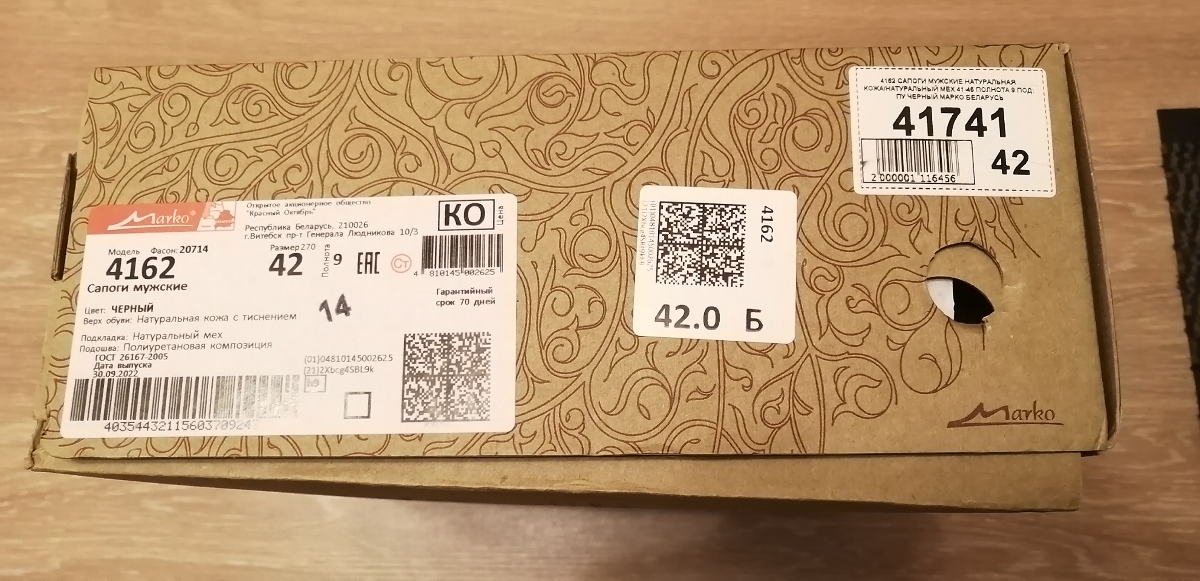 Marko
Открытое акционерное общество
"Красный Октябрь"
Республика Беларусь, 210026
г.Витебск пр-т Генерала Людникова 10/3
КО
Цена
Модель Фасон: 20714
4162
Размер 270
42
Полнота
9
EAC
Ст
4 810145 002625
Сапоги мужские
Гарантийный
срок 70 дней
14
Цвет: ЧЕРНЫЙ
Верх обуви: Натуральная кожа с тиснением
Подкладка: Натуральный мех
Подошва: Полиуретановая композиция
ГОСТ 26167-2005
Дата выпуска
30.09.2022
(01)04810145002625
(21)2Xbcg4SBL9k
4162
42.0 Б
4162 САПОГИ МУЖСКИЕ НАТУРАЛЬНАЯ
КОЖА/НАТУРАЛЬНЫЙ МЕХ 41-46 ПОЛНОТА 9 ПОД.
ПУ ЧЕРНЫЙ МАРКО БЕЛАРУСЬ
41741
2 000001 116456
42
Marko